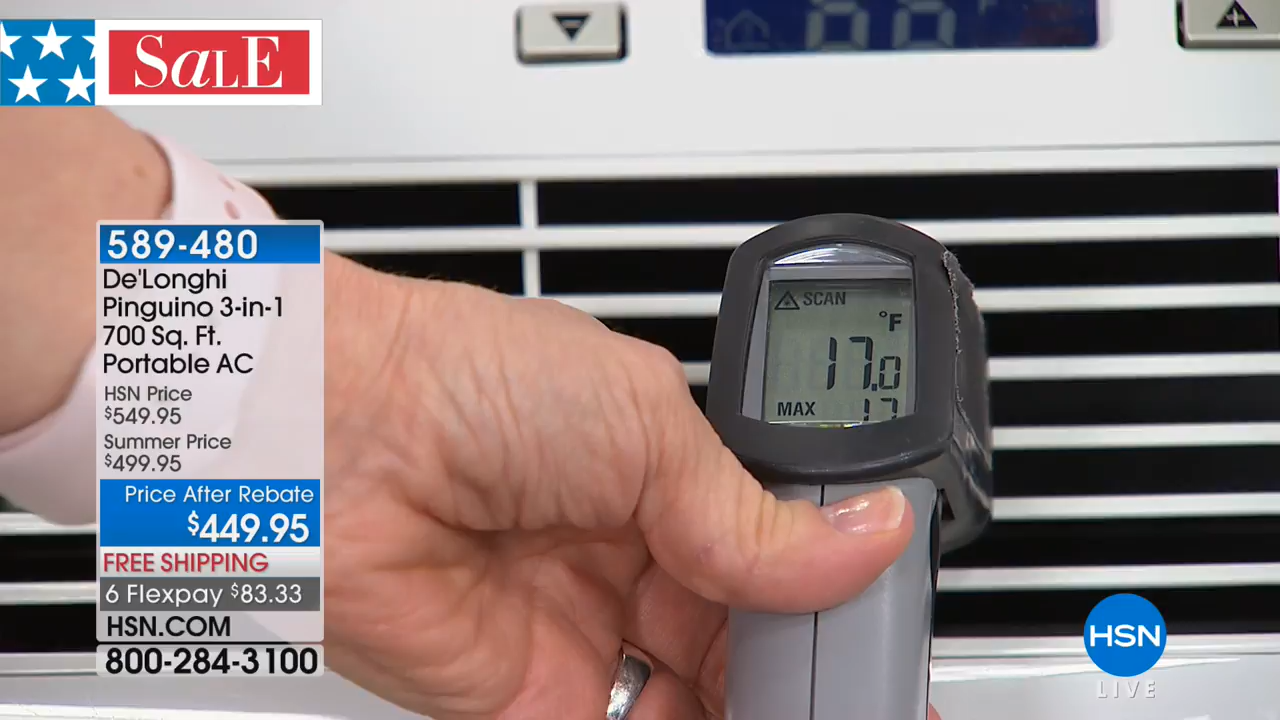 SALE
589-480
De'Longhi
Pinguino 3-in-1
700 Sq. Ft.
Portable AC
HSN Price
$549.95
Summer Price
$499.95
Price After Rebate
$449.95
FREE SHIPPING
6 Flexpay $83.33
HSN.COM
800-284-3100
SCAN
°F
17.0
MAX 17
HSN
LIVE